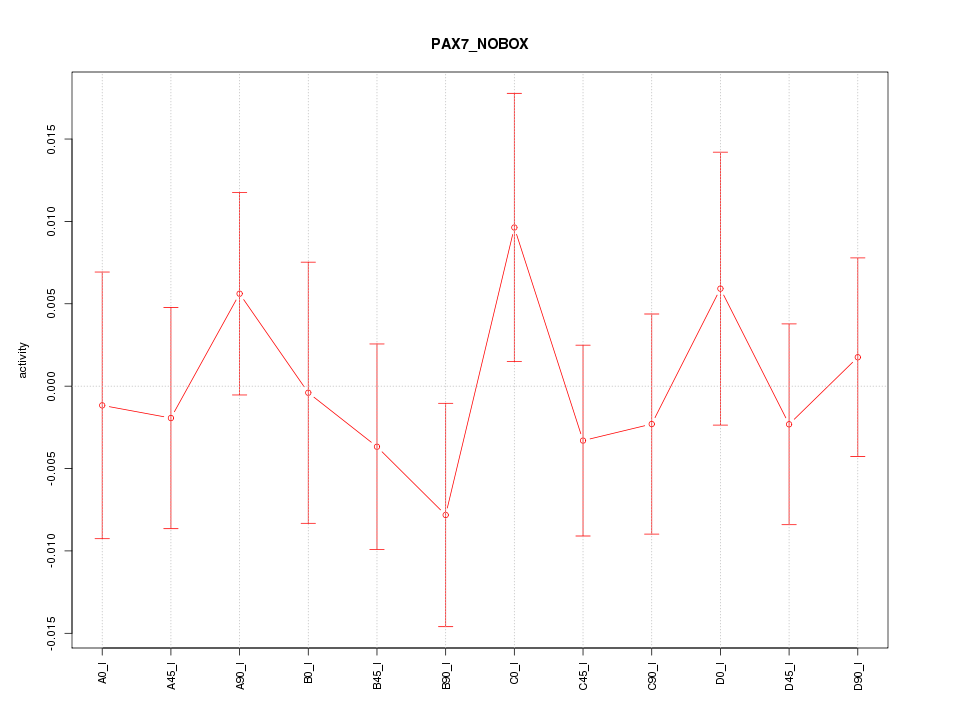 PAX7_NOBOX
activity
0.015
0.010
0.005
0.000
-0.005
-0.010
-0.015
A0_I
A45_I
A90_I
B0_I
B45_I
B90_I
C0_I
C45_I
C90_I
D0_I
D45_I
D90_I